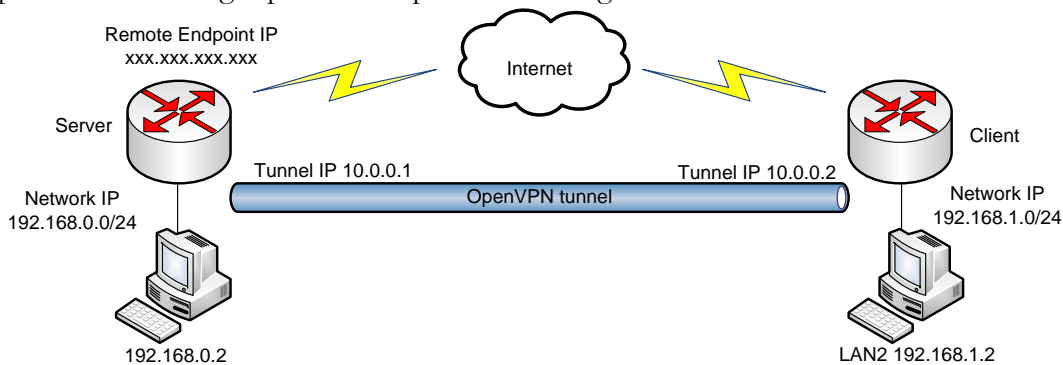 Remote Endpoint IP
xxx.xxx.xxx.xxx
Internet
Server
Client
Tunnel IP 10.0.0.1
Tunnel IP 10.0.0.2
OpenVPN tunnel
Network IP
192.168.0.0/24
Network IP
192.168.1.0/24
192.168.0.2
LAN2 192.168.1.2